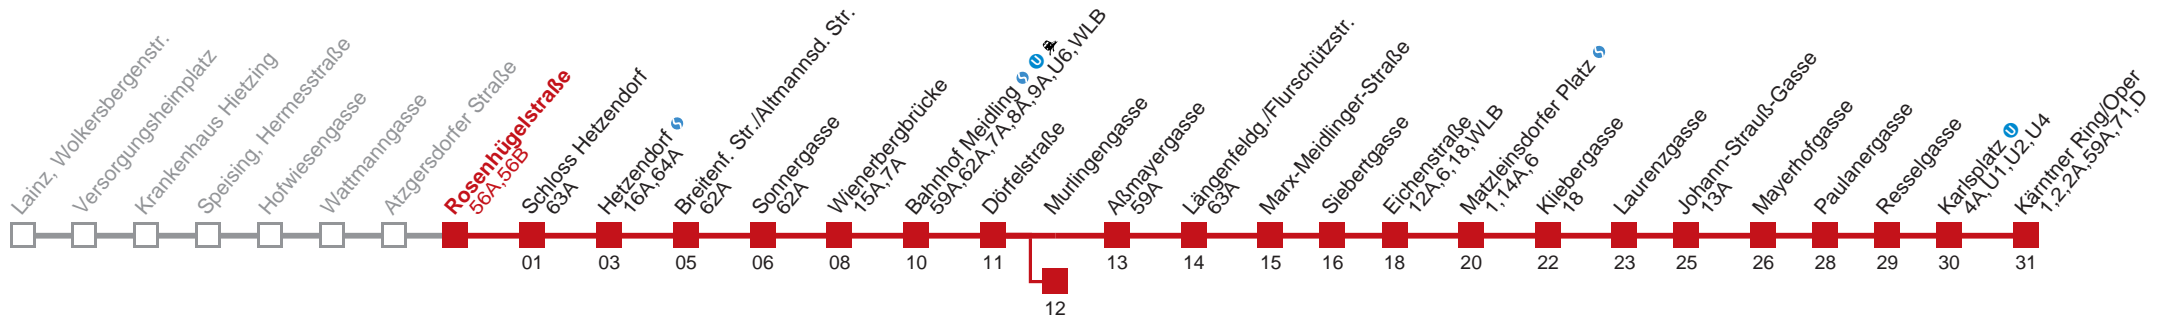 Lainz, Wolkersbergenstr.
Versorgungsheimplatz
Krankenhaus Hietzing
Speising, Hermesstraße
Hofwiesengasse
Wattmanngasse
Atzgersdorfer Straße
Rosenhügelstraße
56A,56B
Schloss Hetzendorf
63A
01
Hetzendorf S
16A,64A
03
Breitenf. Str./Altmannsd. Str.
62A
05
Sonnergasse
62A
06
Wienerbergbrücke
15A,7A
08
Bahnhof Meidling S U
59A,62A,7A,8A,9A,U6,WLB
10
Dörfelstraße
11
Murlingengasse
12
Aßmayergasse
59A
13
Längenfeldg./Flurschützstr.
63A
14
Marx-Meidlinger-Straße
15
Siebertgasse
16
Eichenstraße
12A,6,18,WLB
18
Matzleinsdorfer Platz S
1,14A,6
20
Kliebergasse
18
22
Laurenzgasse
23
Johann-Strauß-Gasse
13A
25
Mayerhofgasse
26
Paulanergasse
28
Resselgasse
29
Karlsplatz U
4A,U1,U2,U4
30
Kärntner Ring/Oper
1,2,2A,59A,71,D
31